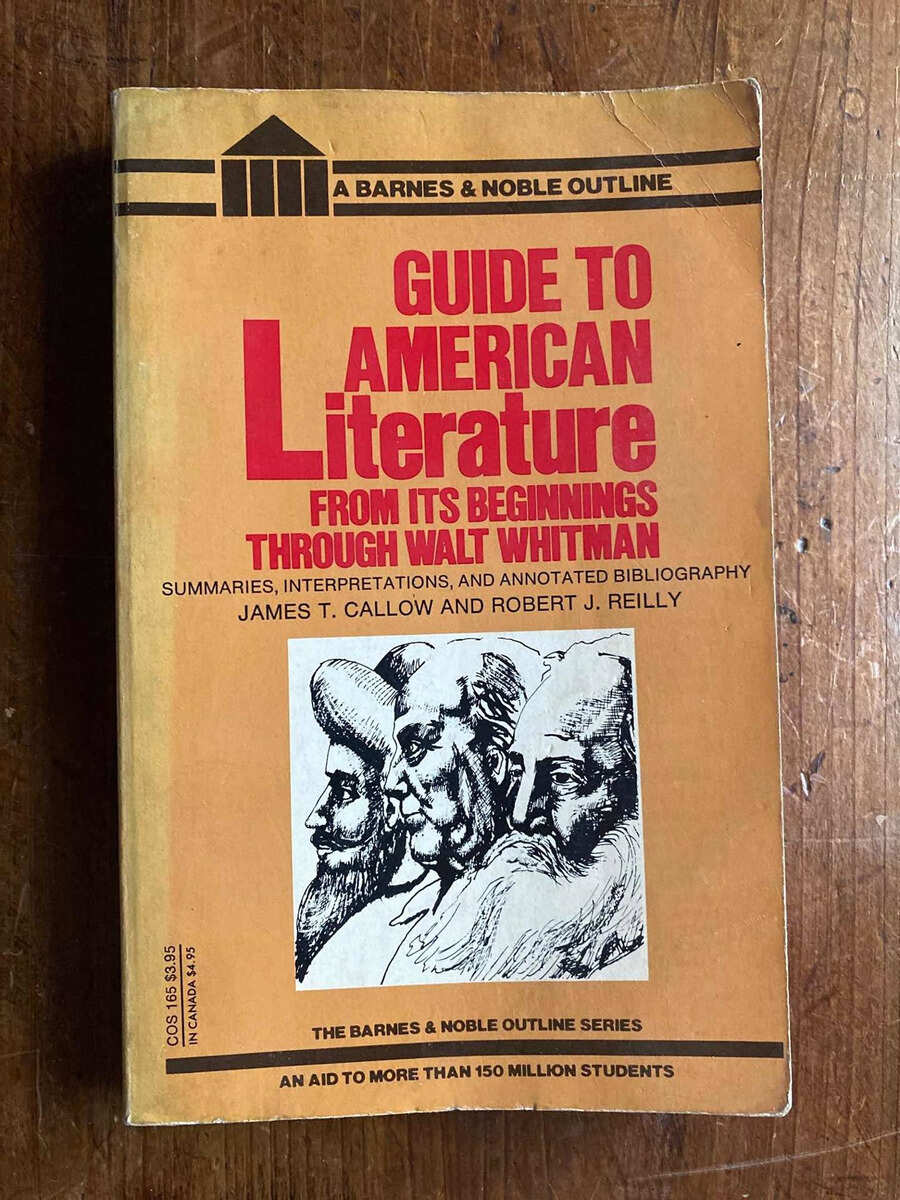 A BARNES & NOBLE OUTLINE
GUIDE TO
AMERICAN
Literature
FROM ITS BEGINNINGS
THROUGH WALT WHITMAN
SUMMARIES, INTERPRETATIONS, AND ANNOTATED BIBLIOGRAPHY
JAMES T. CALLOW AND ROBERT J. REILLY
COS 165 $3.95
IN CANADA $4.95
THE BARNES & NOBLE OUTLINE SERIES
AN AID TO MORE THAN 150 MILLION STUDENTS